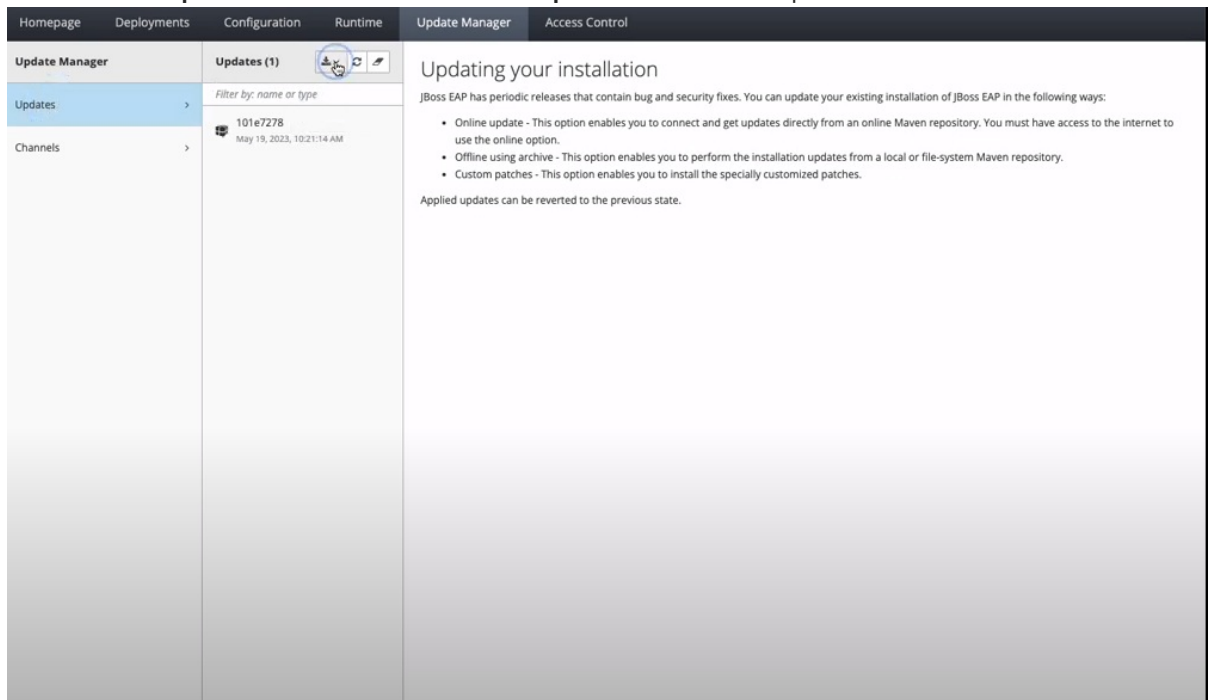 Homepage Deployments Configuration Runtime Update Manager Access Control
Update Manager
Updates
Channels
Updates (1)
Filter by: name or type
101e7278
May 19, 2023, 10:21:14 AM
Updating your installation
JBoss EAP has periodic releases that contain bug and security fixes. You can update your existing installation of JBoss EAP in the following ways:
• Online update - This option enables you to connect and get updates directly from an online Maven repository. You must have access to the internet to
use the online option.
• Offline using archive - This option enables you to perform the installation updates from a local or file-system Maven repository.
• Custom patches - This option enables you to install the specially customized patches.
Applied updates can be reverted to the previous state.